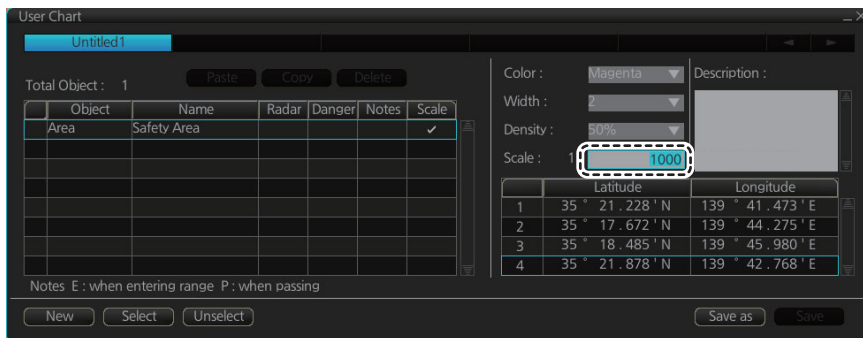 User Chart
Untitled1
Total Object : 1
Paste Copy Delete
Object Name Radar Danger Notes Scale
Area Safety Area ✓
Notes E : when entering range P : when passing
New Select Unselect
Color : Magenta
Width : 2
Density : 50%
Scale : 1 1000
Description :
Latitude Longitude
1 35 ° 21 . 228 ' N 139 ° 41 . 473 ' E
2 35 ° 17 . 672 ' N 139 ° 44 . 275 ' E
3 35 ° 18 . 485 ' N 139 ° 45 . 980 ' E
4 35 ° 21 . 878 ' N 139 ° 42 . 768 ' E
Save as Save